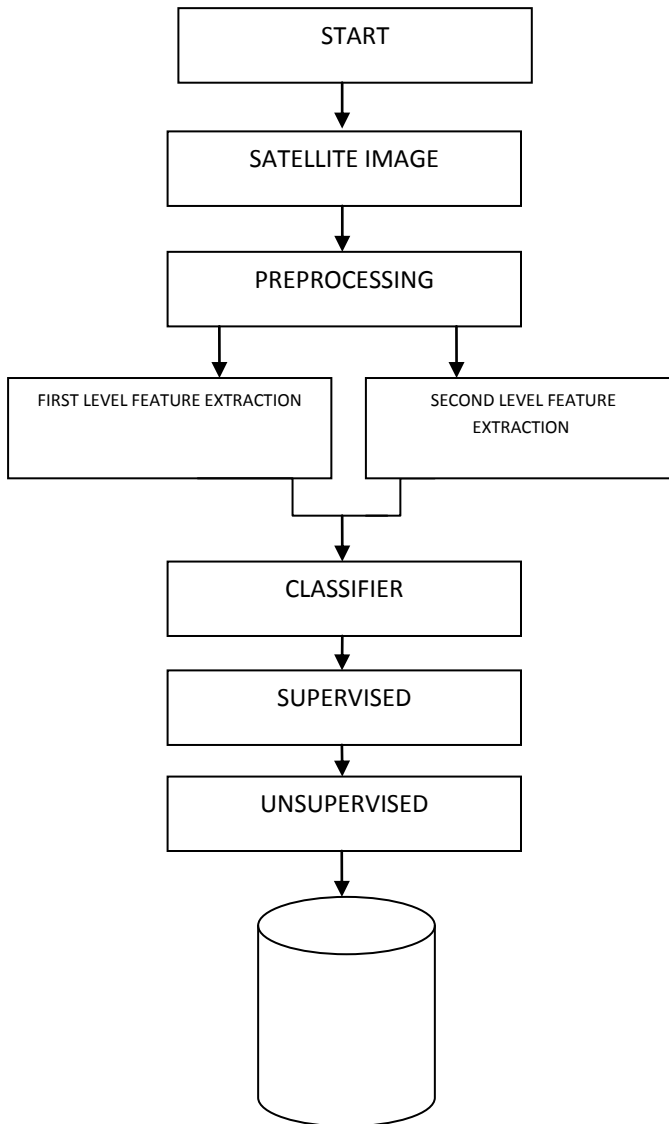 START
SATELLITE IMAGE
PREPROCESSING
FIRST LEVEL FEATURE EXTRACTION
SECOND LEVEL FEATURE
EXTRACTION
CLASSIFIER
SUPERVISED
UNSUPERVISED